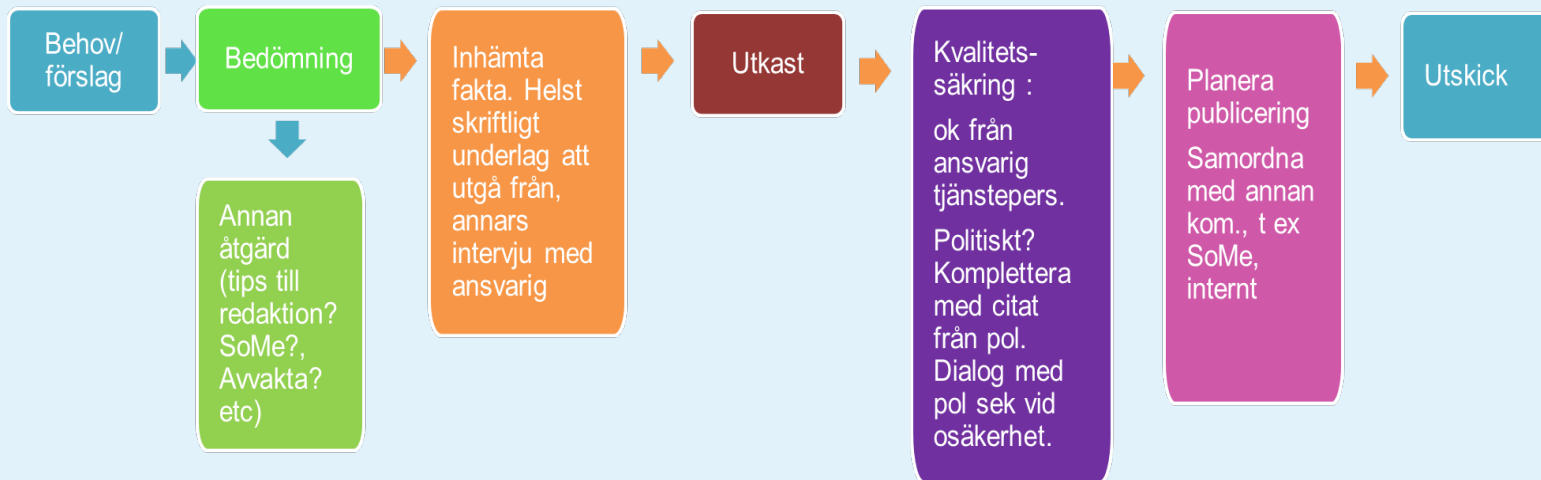 Behov/
förslag
Bedömning
Annan
åtgärd
(tips till
redaktion?
SoMe?,
Avvakta?
etc)
Inhämta
fakta. Helst
skriftligt
underlag att
utgå från,
annars
intervju med
ansvarig
Utkast
Kvalitets-
säkring :
ok från
ansvarig
tjänstepers.
Politiskt?
Komplettera
med citat
från pol.
Dialog med
pol sek vid
osäkerhet.
Planera
publicering
Samordna
med annan
kom., t ex
SoMe,
internt
Utskick